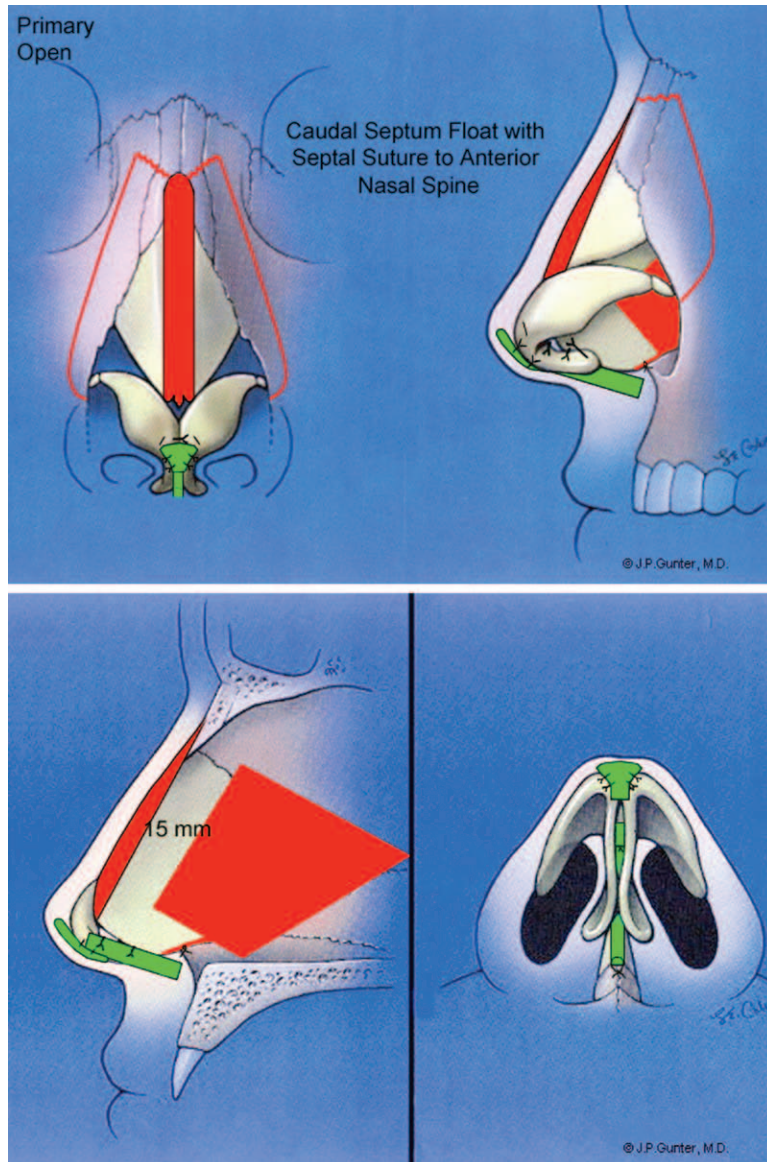 Primary
Open
Caudal Septum Float with
Septal Suture to Anterior
Nasal Spine
© J.P.Gunter, M.D.
15 mm
© J.P.Gunter, M.D.